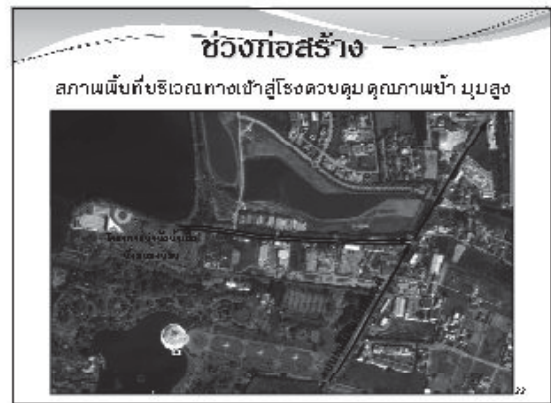 ช่วงก่อสร้าง
สภาพพื้นที่บริเวณทางเข้าสู่โรงควบคุมคุณภาพน้ำ มุมสูง
22